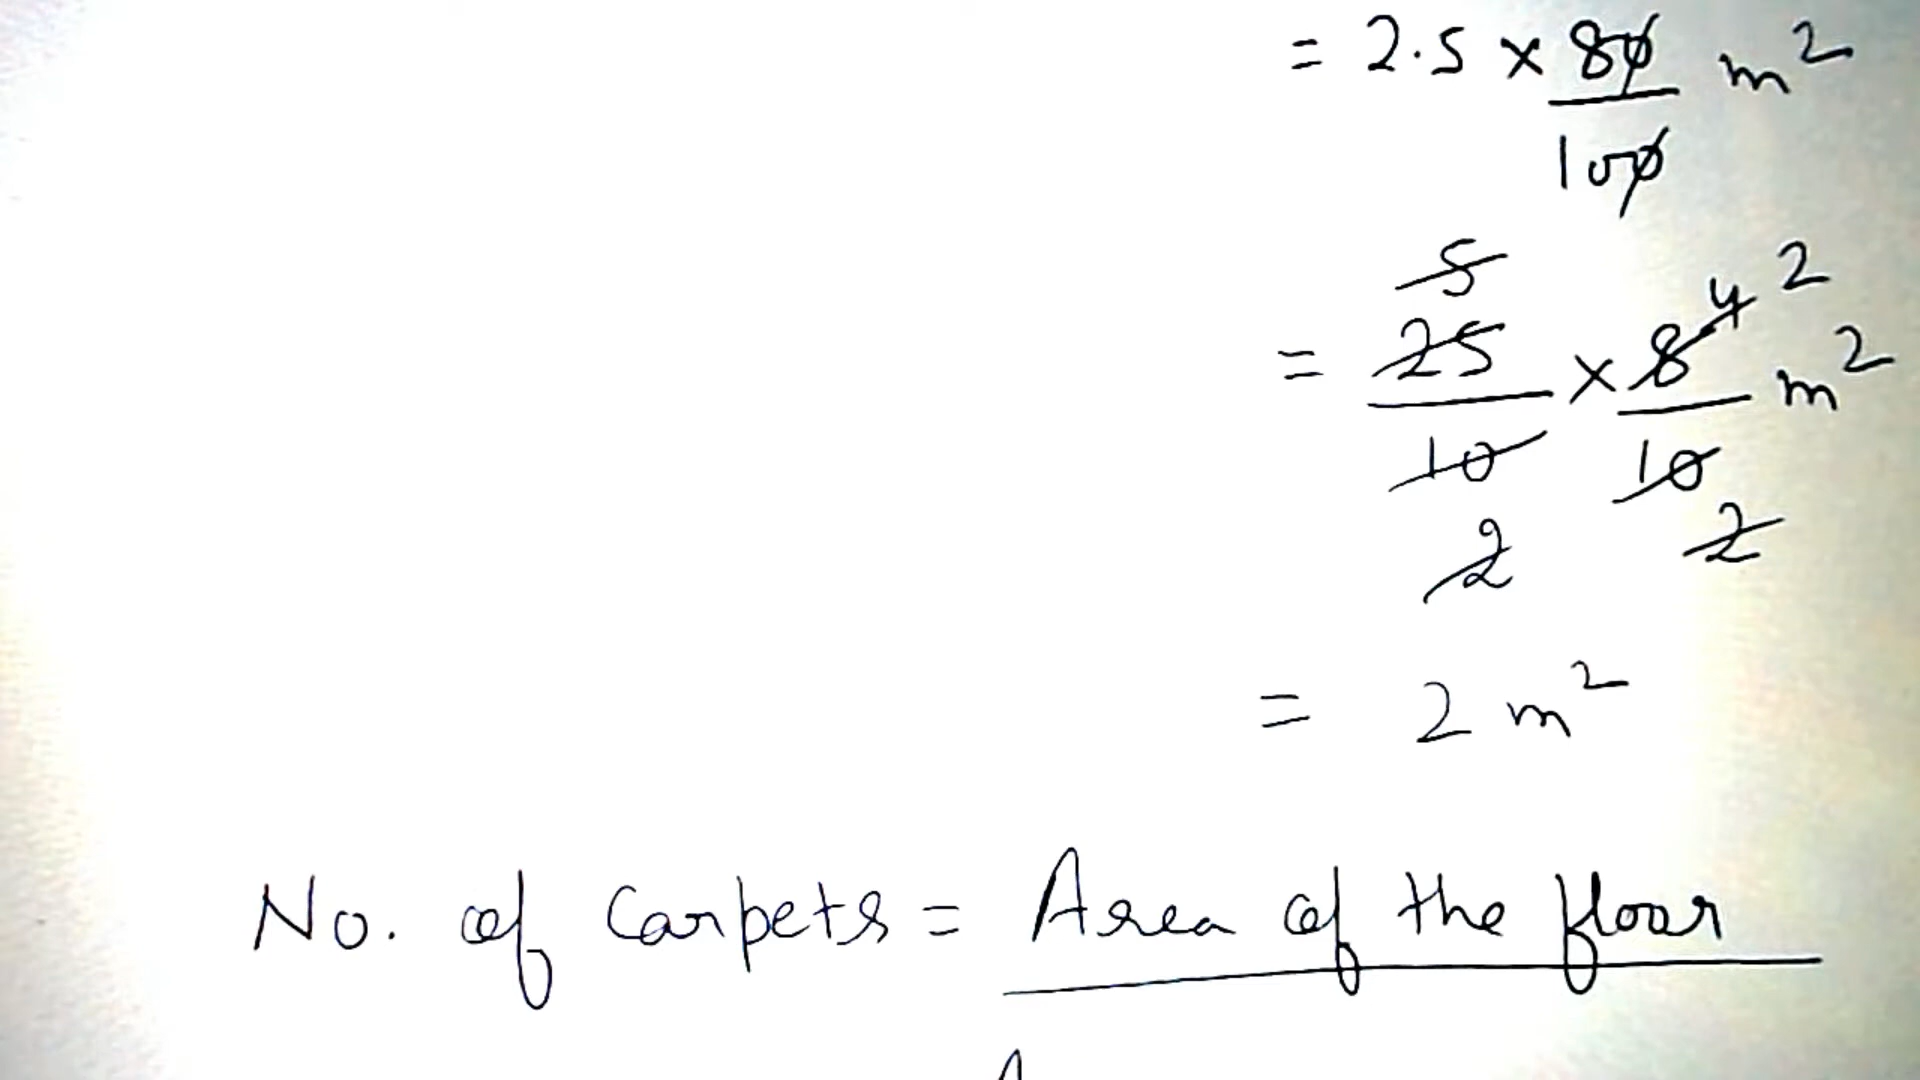 = 2.5 × 80 m²
100
5
4 2
= 25 × 8 m²
10 10
2 2
= 2 m²
No. of Carpets = Area of the floor